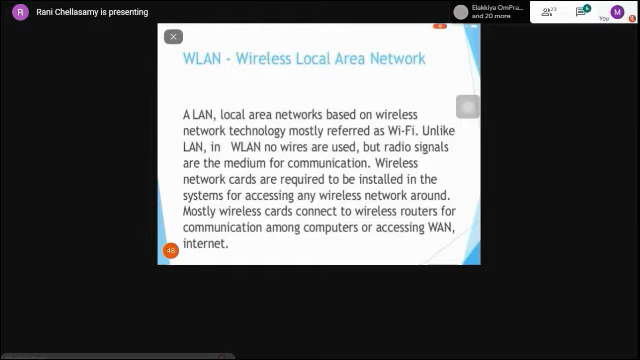 R Rani Chellasamy is presenting
Elakkiya OmPra...
and 20 more
73
6
You
M
WLAN - Wireless Local Area Network
A LAN, local area networks based on wireless
network technology mostly referred as Wi-Fi. Unlike
LAN, in WLAN no wires are used, but radio signals
are the medium for communication. Wireless
network cards are required to be installed in the
systems for accessing any wireless network around.
Mostly wireless cards connect to wireless routers for
communication among computers or accessing WAN,
internet.
48